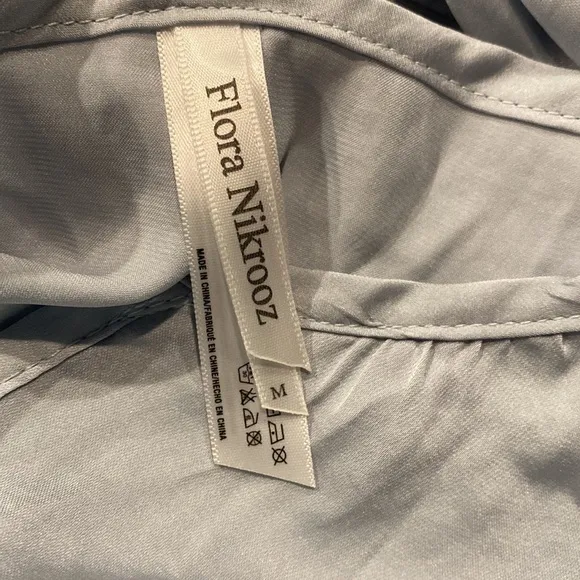 Flora Nikrooz
M
MADE IN CHINA/FABRIQUÉ EN CHINE/HECHO EN CHINA